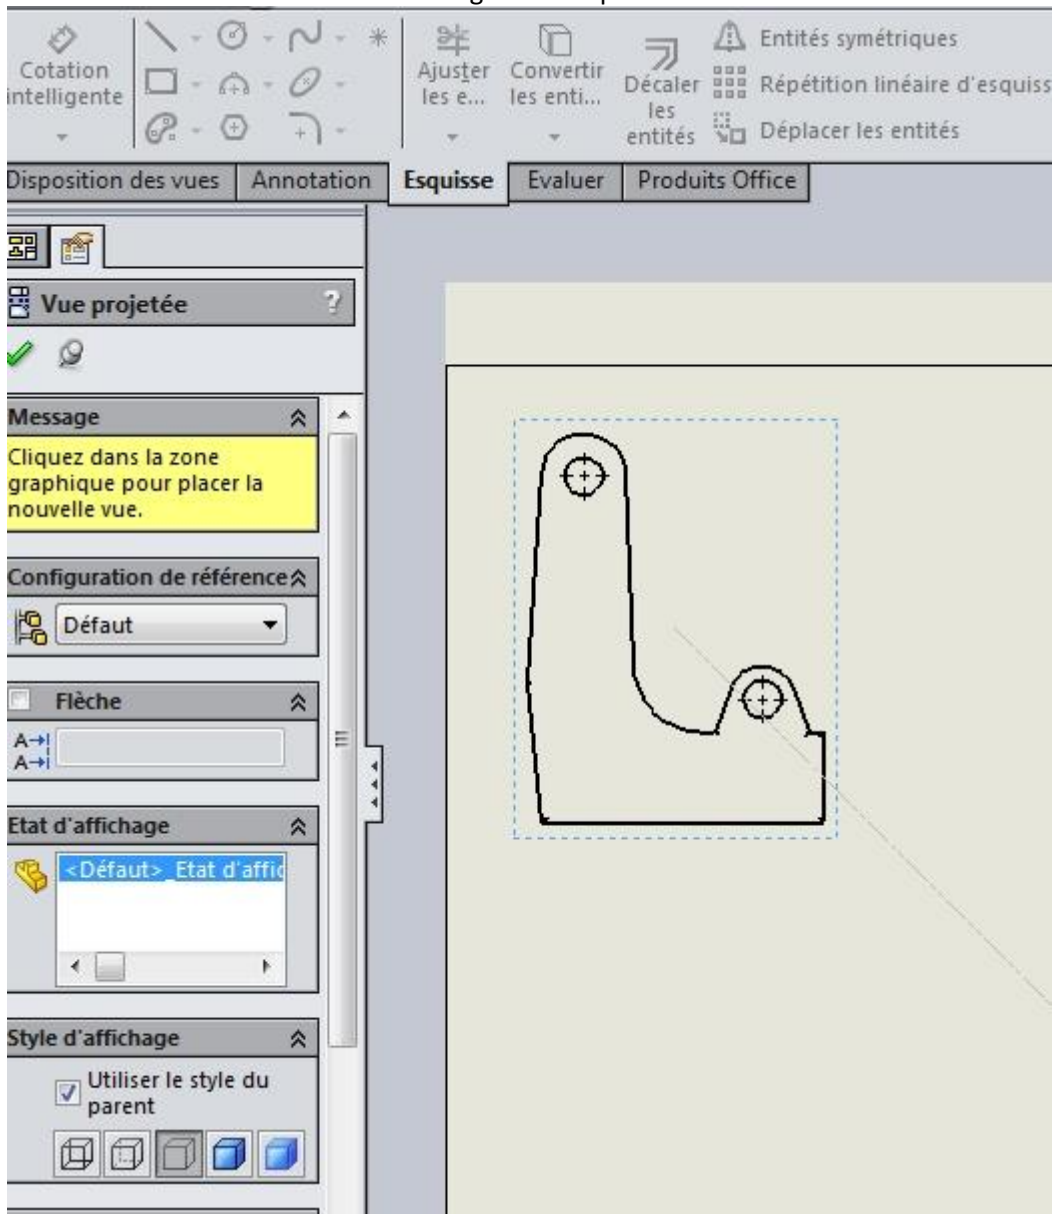 Cotation
intelligente
Ajuster
les e...
Convertir
les enti...
Décaler
les
entités
Entités symétriques
Répétition linéaire d'esquiss
Déplacer les entités
Disposition des vues
Annotation
Esquisse
Evaluer
Produits Office
Vue projetée
?
Message
Cliquez dans la zone
graphique pour placer la
nouvelle vue.
Configuration de référence
Défaut
Flèche
A
A
Etat d'affichage
<Défaut>_Etat d'affic
Style d'affichage
Utiliser le style du
parent